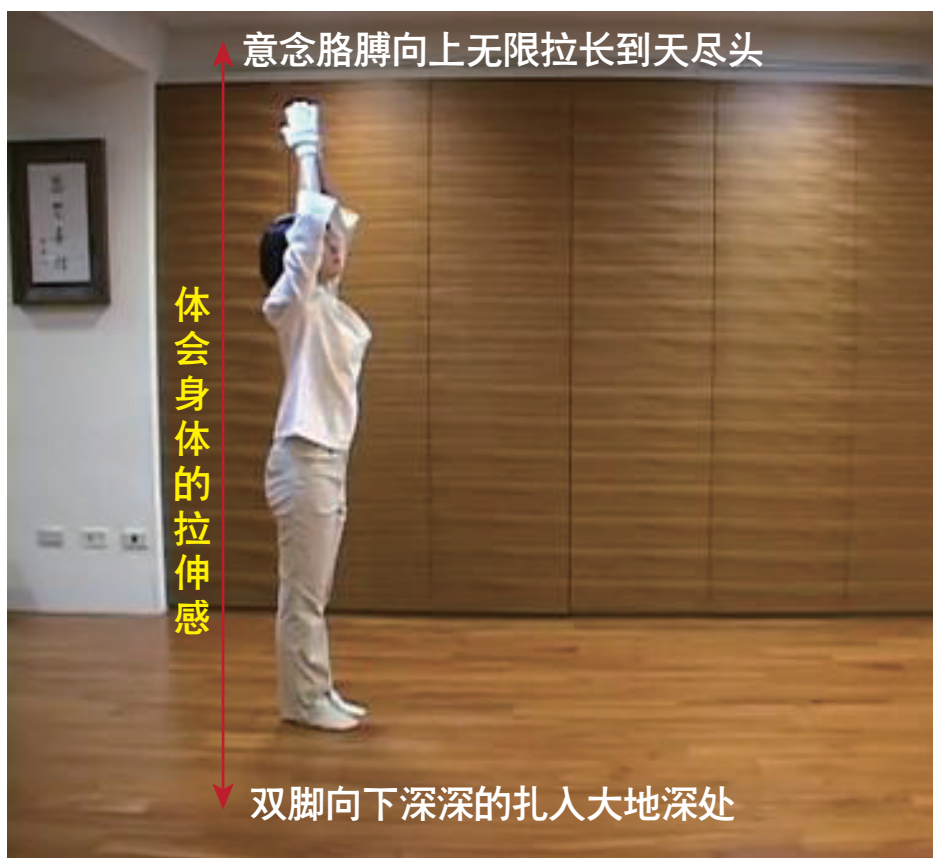 意念胳膊向上无限拉长到天尽头
体会身体的拉伸感
双脚向下深深的扎入大地深处